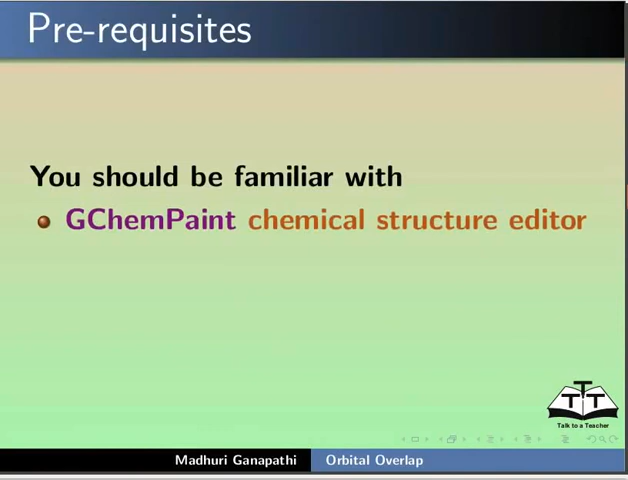 Pre-requisites
You should be familiar with
GChemPaint chemical structure editor
T
T T
Talk to a Teacher
Madhuri Ganapathi Orbital Overlap